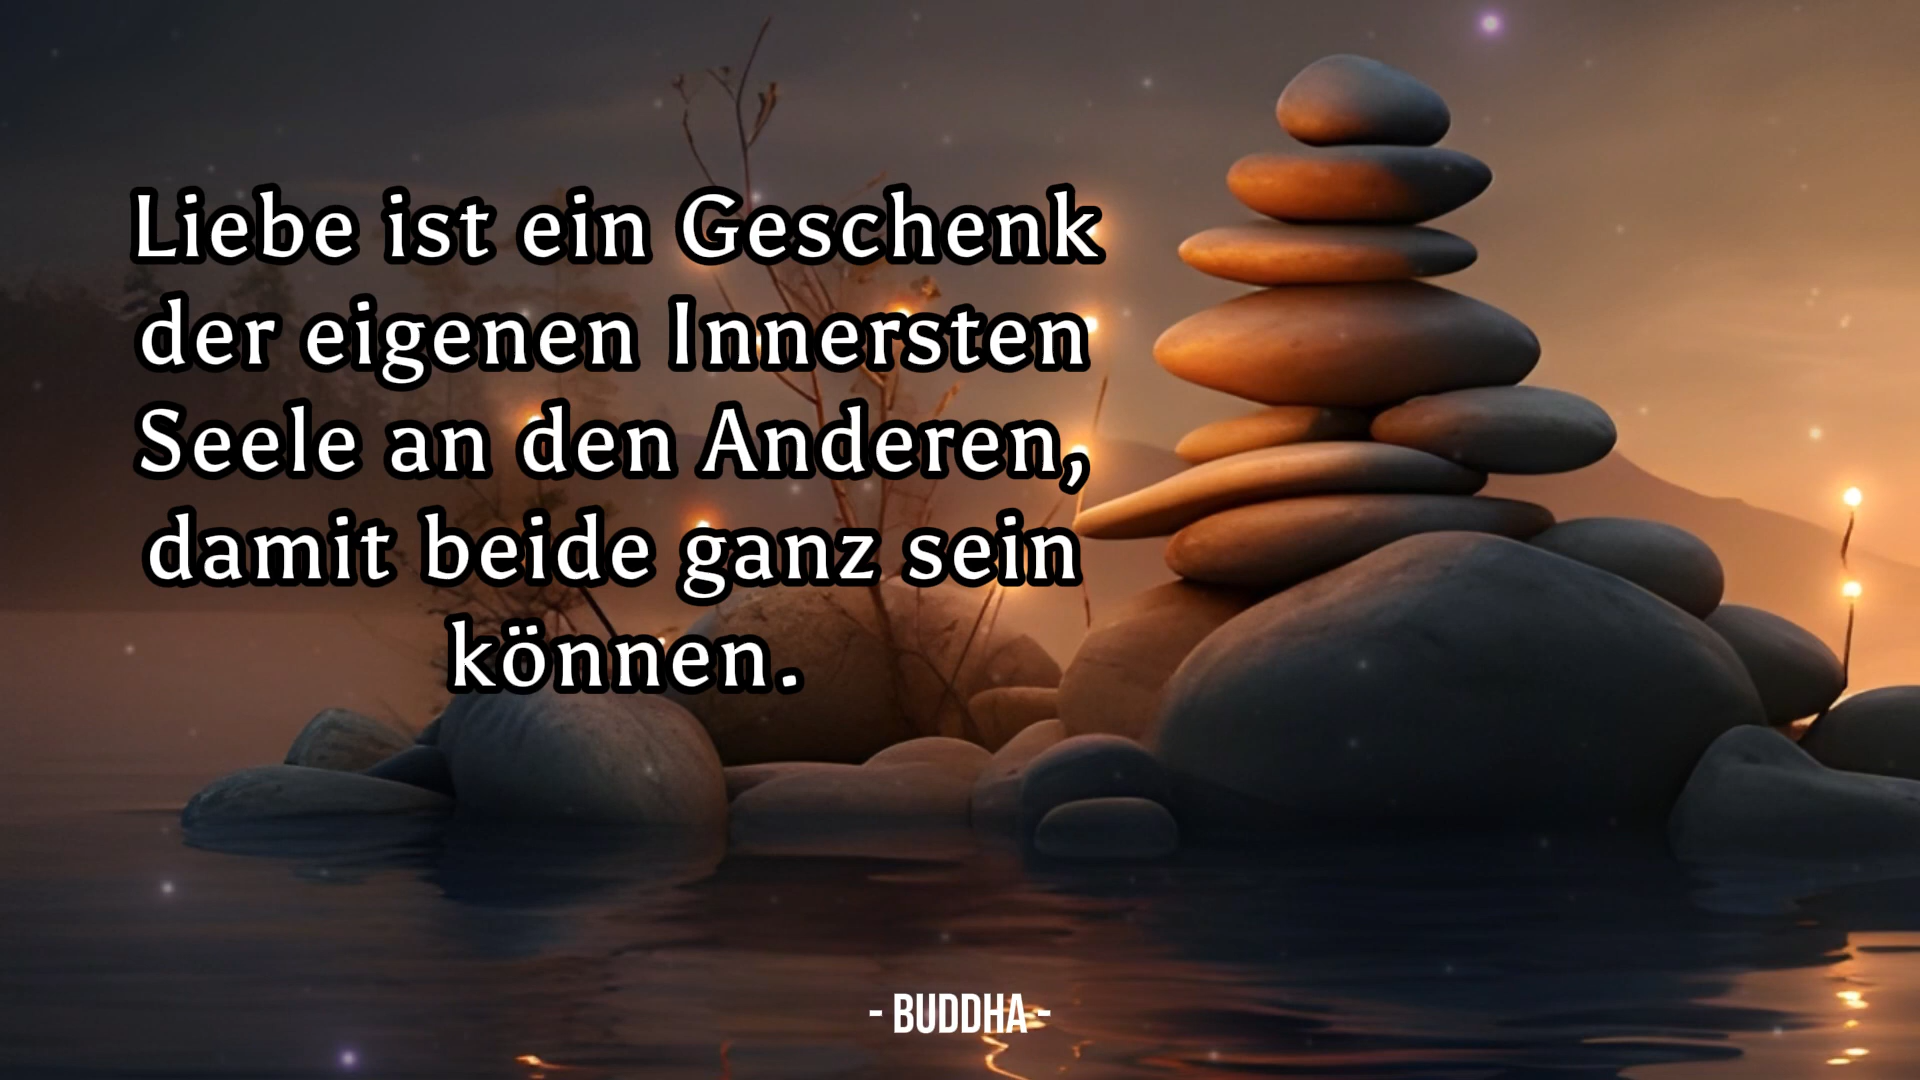 Liebe ist ein Geschenk
der eigenen Innersten
Seele an den Anderen,
damit beide ganz sein
können.
- BUDDHA -